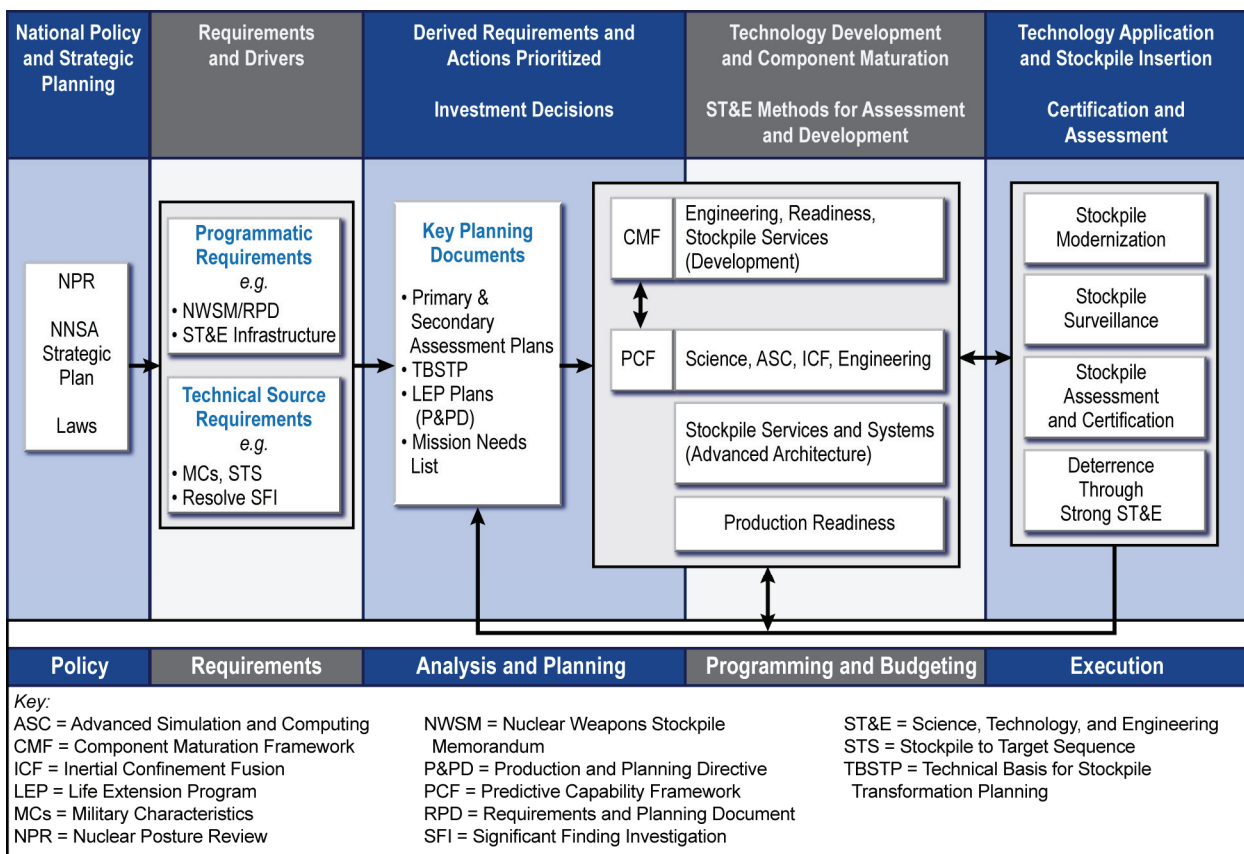 National Policy
and Strategic
Planning
Requirements
and Drivers
Derived Requirements and
Actions Prioritized
Investment Decisions
Technology Development
and Component Maturation
ST&E Methods for Assessment
and Development
Technology Application
and Stockpile Insertion
Certification and
Assessment
NPR
NNSA
Strategic
Plan
Laws
Programmatic
Requirements
e.g.
• NWSM/RPD
• ST&E Infrastructure
Technical Source
Requirements
e.g.
• MCs, STS
• Resolve SFI
Key Planning
Documents
• Primary &
Secondary
Assessment Plans
• TBSTP
• LEP Plans
(P&PD)
• Mission Needs
List
CMF
Engineering, Readiness,
Stockpile Services
(Development)
PCF
Science, ASC, ICF, Engineering
Stockpile Services and Systems
(Advanced Architecture)
Production Readiness
Stockpile
Modernization
Stockpile
Surveillance
Stockpile
Assessment
and Certification
Deterrence
Through
Strong ST&E
Policy
Requirements
Analysis and Planning
Programming and Budgeting
Execution
Key:
ASC = Advanced Simulation and Computing
CMF = Component Maturation Framework
ICF = Inertial Confinement Fusion
LEP = Life Extension Program
MCs = Military Characteristics
NPR = Nuclear Posture Review
NWSM = Nuclear Weapons Stockpile
Memorandum
P&PD = Production and Planning Directive
PCF = Predictive Capability Framework
RPD = Requirements and Planning Document
SFI = Significant Finding Investigation
ST&E = Science, Technology, and Engineering
STS = Stockpile to Target Sequence
TBSTP = Technical Basis for Stockpile
Transformation Planning